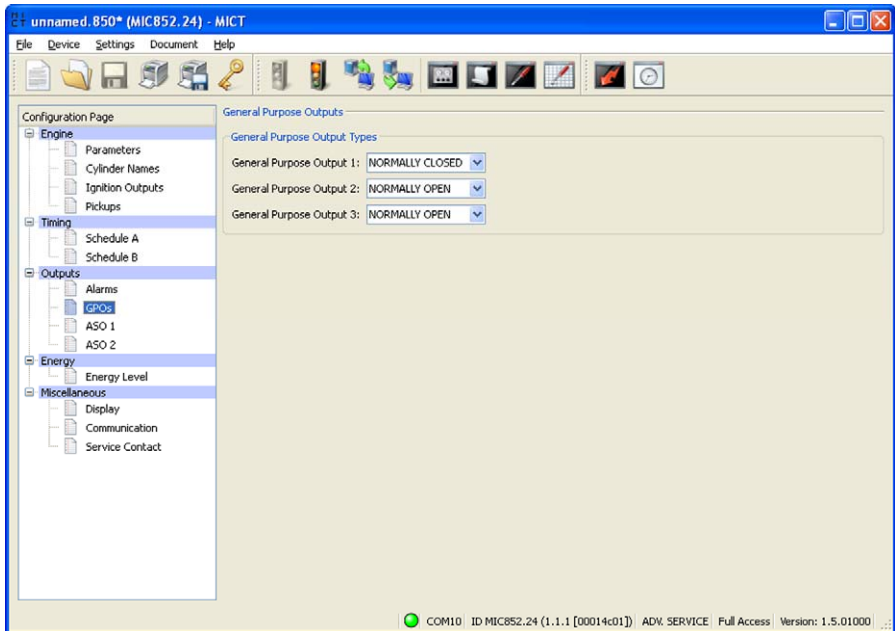 unnamed.850* (MIC852.24) - MICT
File Device Settings Document Help
Configuration Page
Engine
Parameters
Cylinder Names
Ignition Outputs
Pickups
Timing
Schedule A
Schedule B
Outputs
Alarms
GPOs
ASO 1
ASO 2
Energy
Energy Level
Miscellaneous
Display
Communication
Service Contact
General Purpose Outputs
General Purpose Output Types
General Purpose Output 1: NORMALLY CLOSED
General Purpose Output 2: NORMALLY OPEN
General Purpose Output 3: NORMALLY OPEN
COM10 ID MIC852.24 (1.1.1 [00014c01]) ADV. SERVICE Full Access Version: 1.5.01000